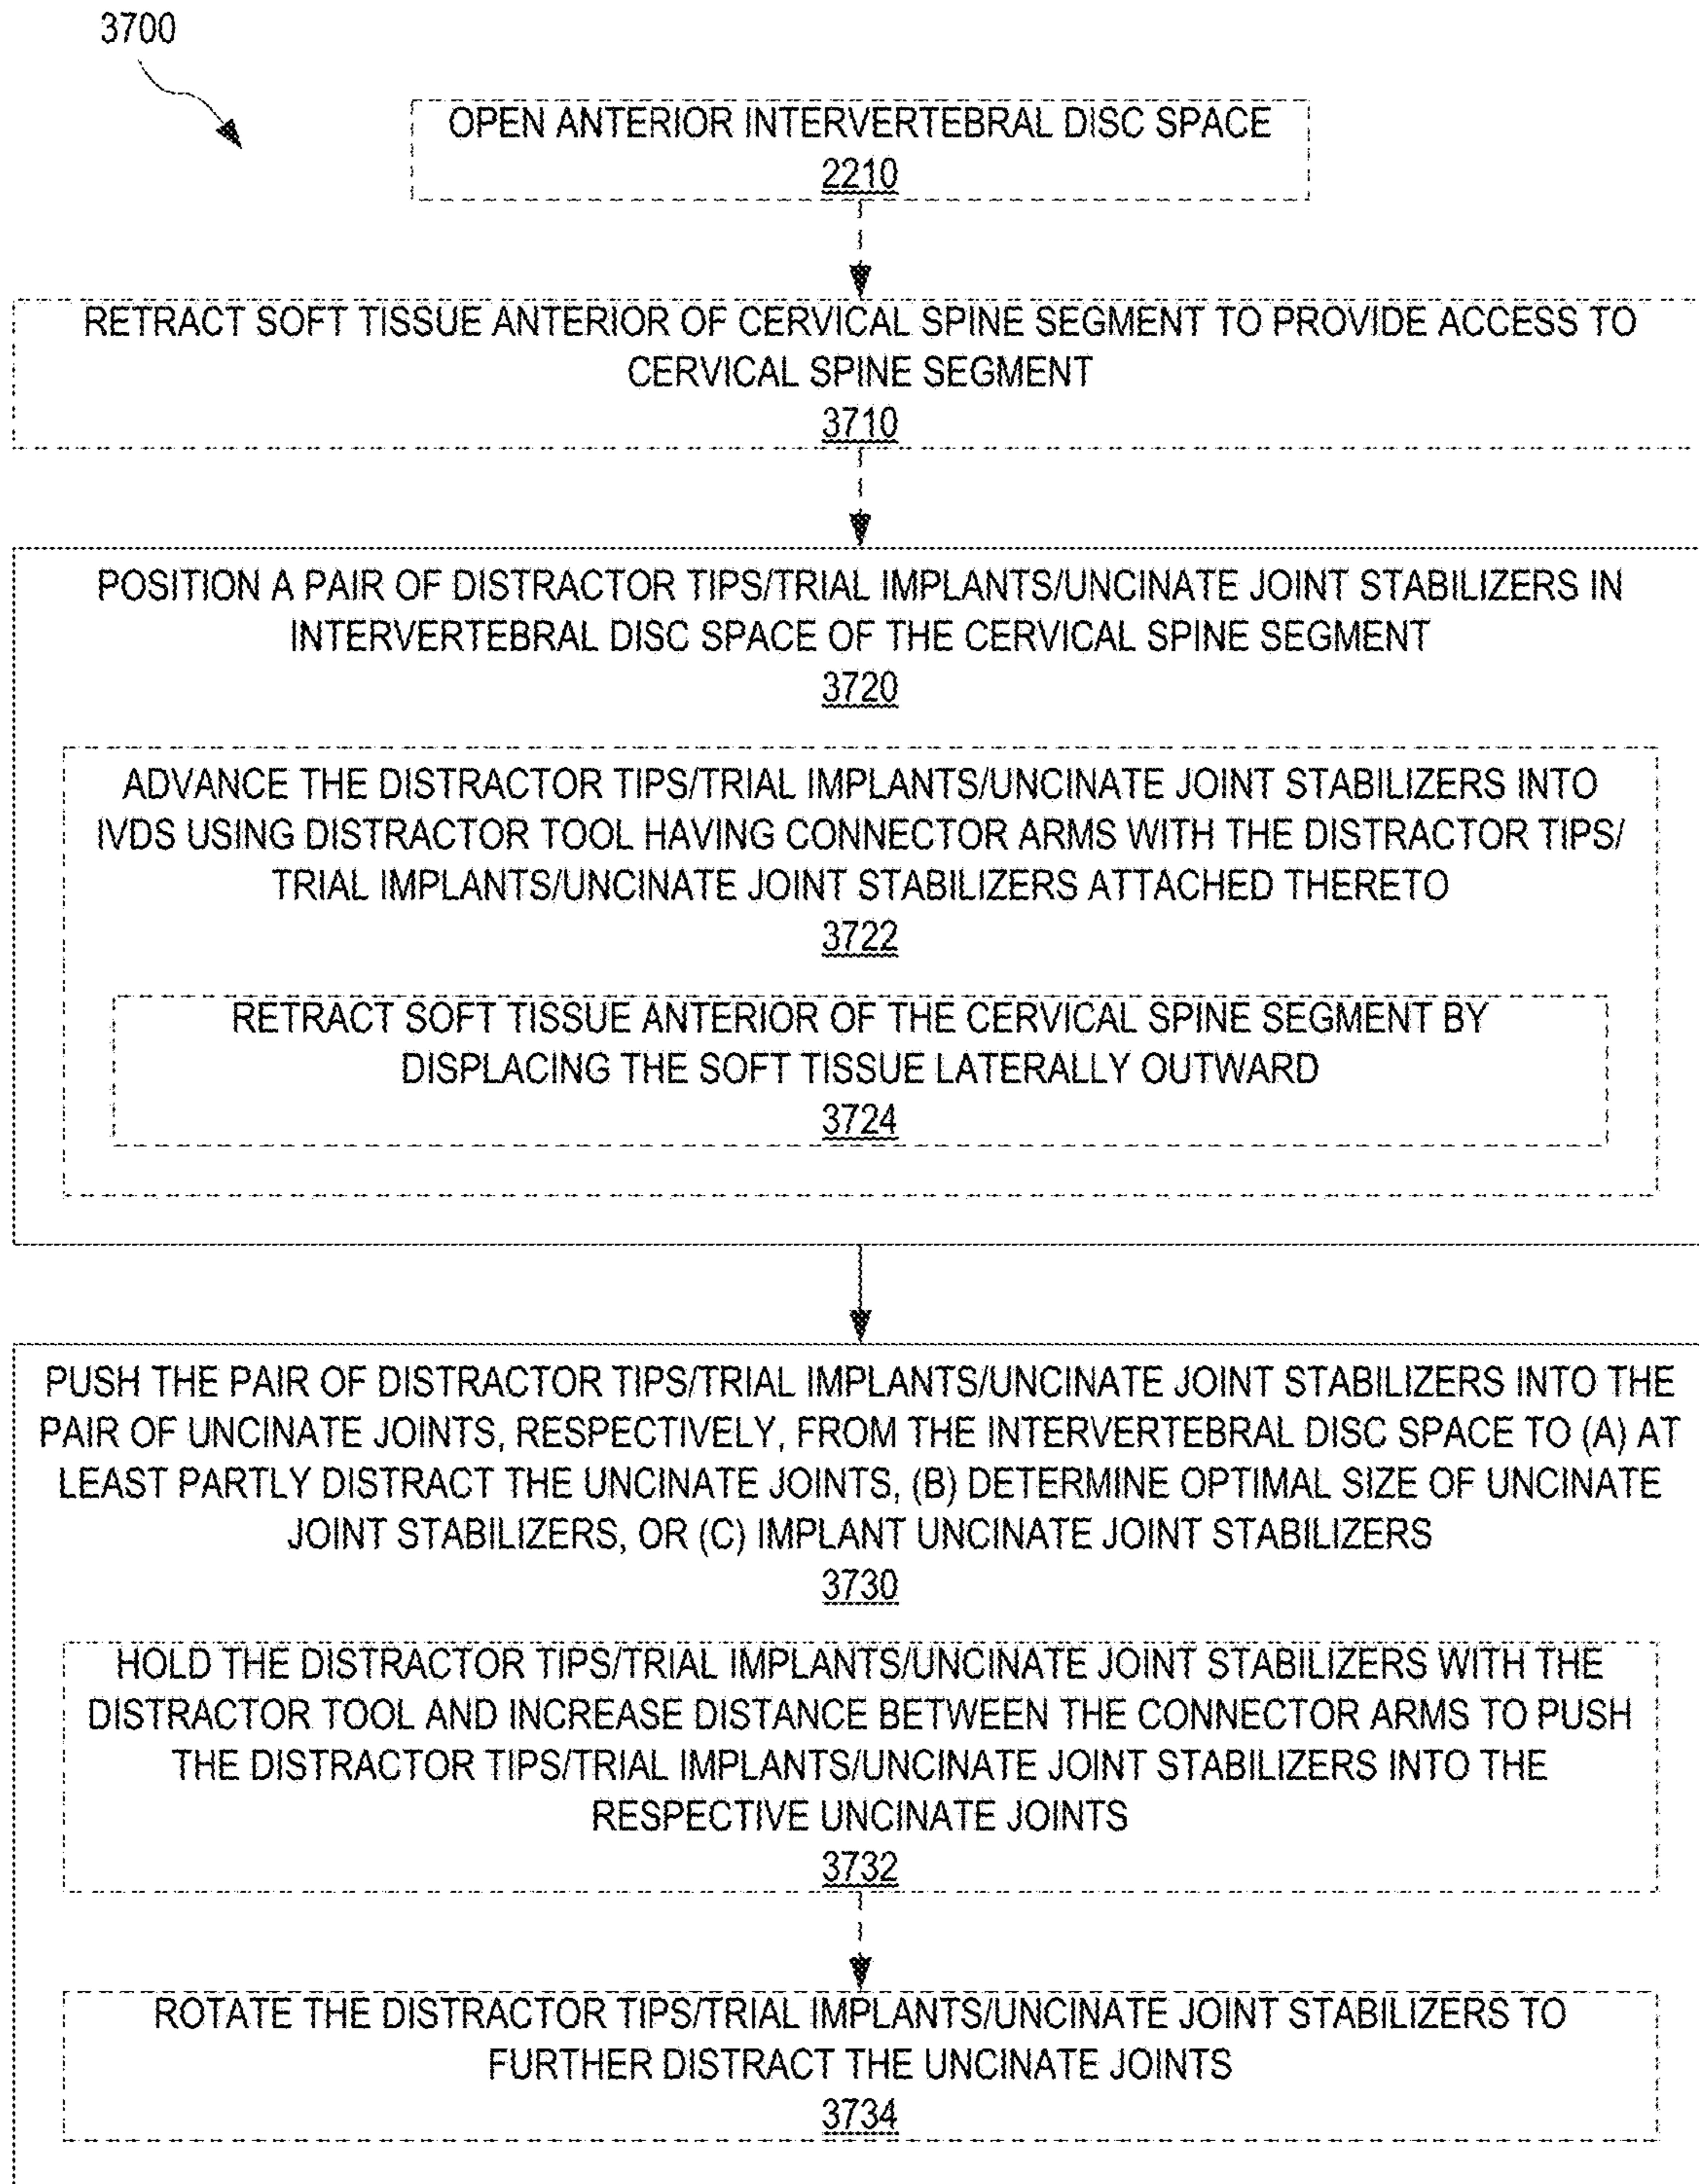 3700
OPEN ANTERIOR INTERVERTEBRAL DISC SPACE
2210
RETRACT SOFT TISSUE ANTERIOR OF CERVICAL SPINE SEGMENT TO PROVIDE ACCESS TO
CERVICAL SPINE SEGMENT
3710
POSITION A PAIR OF DISTRACTOR TIPS/TRIAL IMPLANTS/UNCINATE JOINT STABILIZERS IN
INTERVERTEBRAL DISC SPACE OF THE CERVICAL SPINE SEGMENT
3720
ADVANCE THE DISTRACTOR TIPS/TRIAL IMPLANTS/UNCINATE JOINT STABILIZERS INTO
IVDS USING DISTRACTOR TOOL HAVING CONNECTOR ARMS WITH THE DISTRACTOR TIPS/
TRIAL IMPLANTS/UNCINATE JOINT STABILIZERS ATTACHED THERETO
3722
RETRACT SOFT TISSUE ANTERIOR OF THE CERVICAL SPINE SEGMENT BY
DISPLACING THE SOFT TISSUE LATERALLY OUTWARD
3724
PUSH THE PAIR OF DISTRACTOR TIPS/TRIAL IMPLANTS/UNCINATE JOINT STABILIZERS INTO THE
PAIR OF UNCINATE JOINTS, RESPECTIVELY, FROM THE INTERVERTEBRAL DISC SPACE TO (A) AT
LEAST PARTLY DISTRACT THE UNCINATE JOINTS, (B) DETERMINE OPTIMAL SIZE OF UNCINATE
JOINT STABILIZERS, OR (C) IMPLANT UNCINATE JOINT STABILIZERS
3730
HOLD THE DISTRACTOR TIPS/TRIAL IMPLANTS/UNCINATE JOINT STABILIZERS WITH THE
DISTRACTOR TOOL AND INCREASE DISTANCE BETWEEN THE CONNECTOR ARMS TO PUSH
THE DISTRACTOR TIPS/TRIAL IMPLANTS/UNCINATE JOINT STABILIZERS INTO THE
RESPECTIVE UNCINATE JOINTS
3732
ROTATE THE DISTRACTOR TIPS/TRIAL IMPLANTS/UNCINATE JOINT STABILIZERS TO
FURTHER DISTRACT THE UNCINATE JOINTS
3734